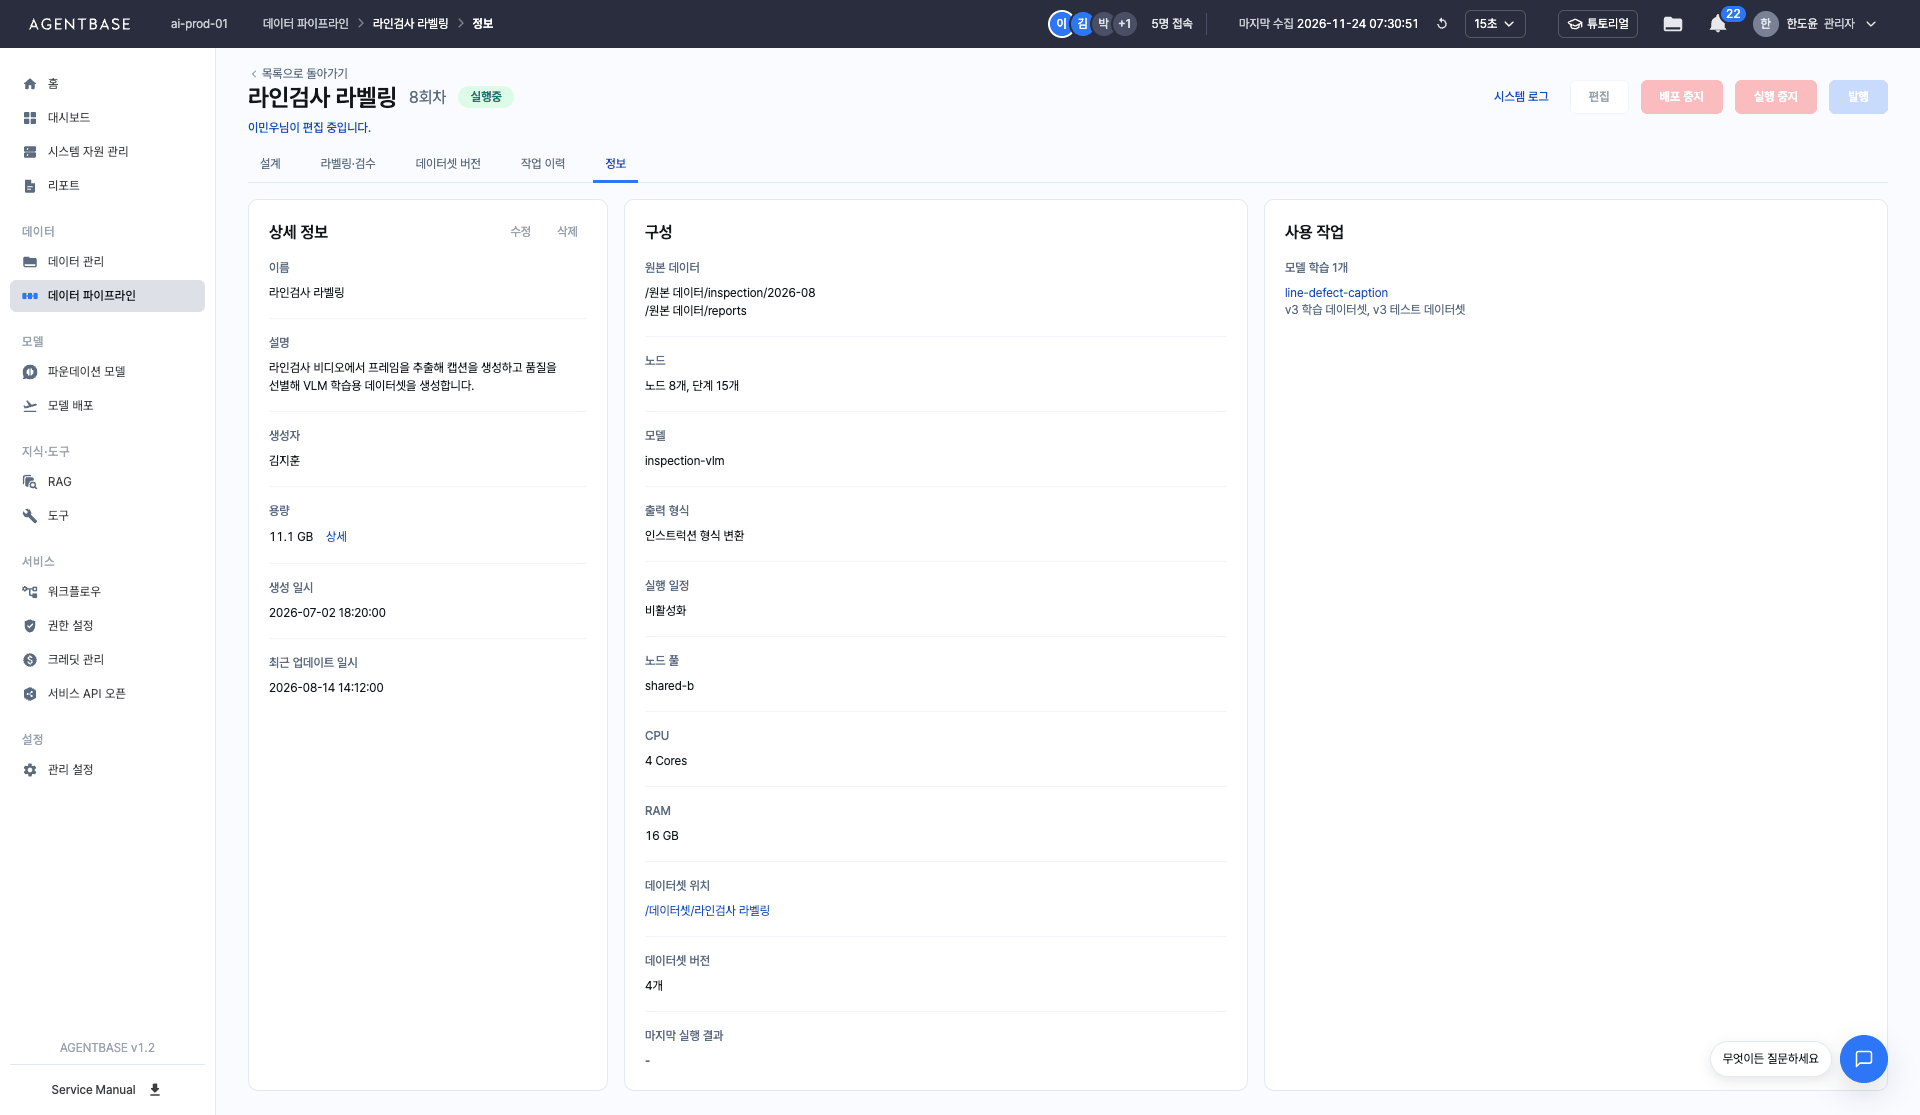 AGENTBASE
ai-prod-01
데이터 파이프라인 > 라인검사 라벨링 > 정보
이 김 박 +1 5명 접속
마지막 수집 2026-11-24 07:30:51
15초
튜토리얼
22
한 한도윤 관리자
홈
대시보드
시스템 자원 관리
리포트
데이터
데이터 관리
데이터 파이프라인
모델
파운데이션 모델
모델 배포
지식·도구
RAG
도구
서비스
워크플로우
권한 설정
크레딧 관리
서비스 API 오픈
설정
관리 설정
AGENTBASE v1.2
Service Manual
목록으로 돌아가기
라인검사 라벨링 8회차 실행중
이민우님이 편집 중입니다.
시스템 로그 편집 배포 중지 실행 중지 발행
설계 라벨링·검수 데이터셋 버전 작업 이력 정보
상세 정보 수정 삭제
이름
라인검사 라벨링
설명
라인검사 비디오에서 프레임을 추출해 캡션을 생성하고 품질을
선별해 VLM 학습용 데이터셋을 생성합니다.
생성자
김지훈
용량
11.1 GB 상세
생성 일시
2026-07-02 18:20:00
최근 업데이트 일시
2026-08-14 14:12:00
구성
원본 데이터
/원본 데이터/inspection/2026-08
/원본 데이터/reports
노드
노드 8개, 단계 15개
모델
inspection-vlm
출력 형식
인스트럭션 형식 변환
실행 일정
비활성화
노드 풀
shared-b
CPU
4 Cores
RAM
16 GB
데이터셋 위치
/데이터셋/라인검사 라벨링
데이터셋 버전
4개
마지막 실행 결과
-
사용 작업
모델 학습 1개
line-defect-caption
v3 학습 데이터셋, v3 테스트 데이터셋
무엇이든 질문하세요